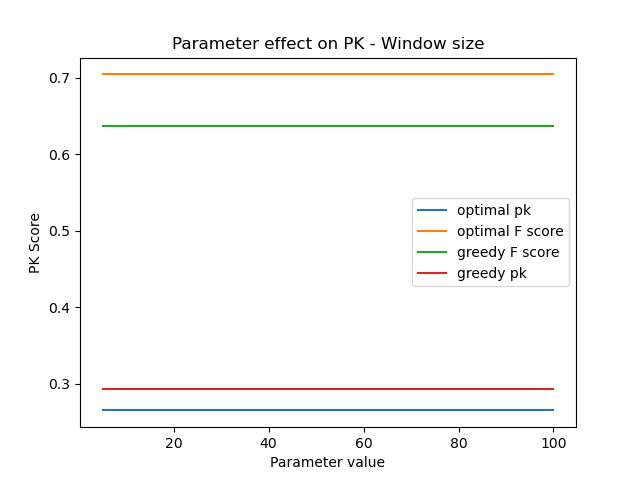 Parameter effect on PK - Window size
PK Score
0.7
0.6
0.5
0.4
0.3
optimal pk
optimal F score
greedy F score
greedy pk
20
40
60
80
100
Parameter value